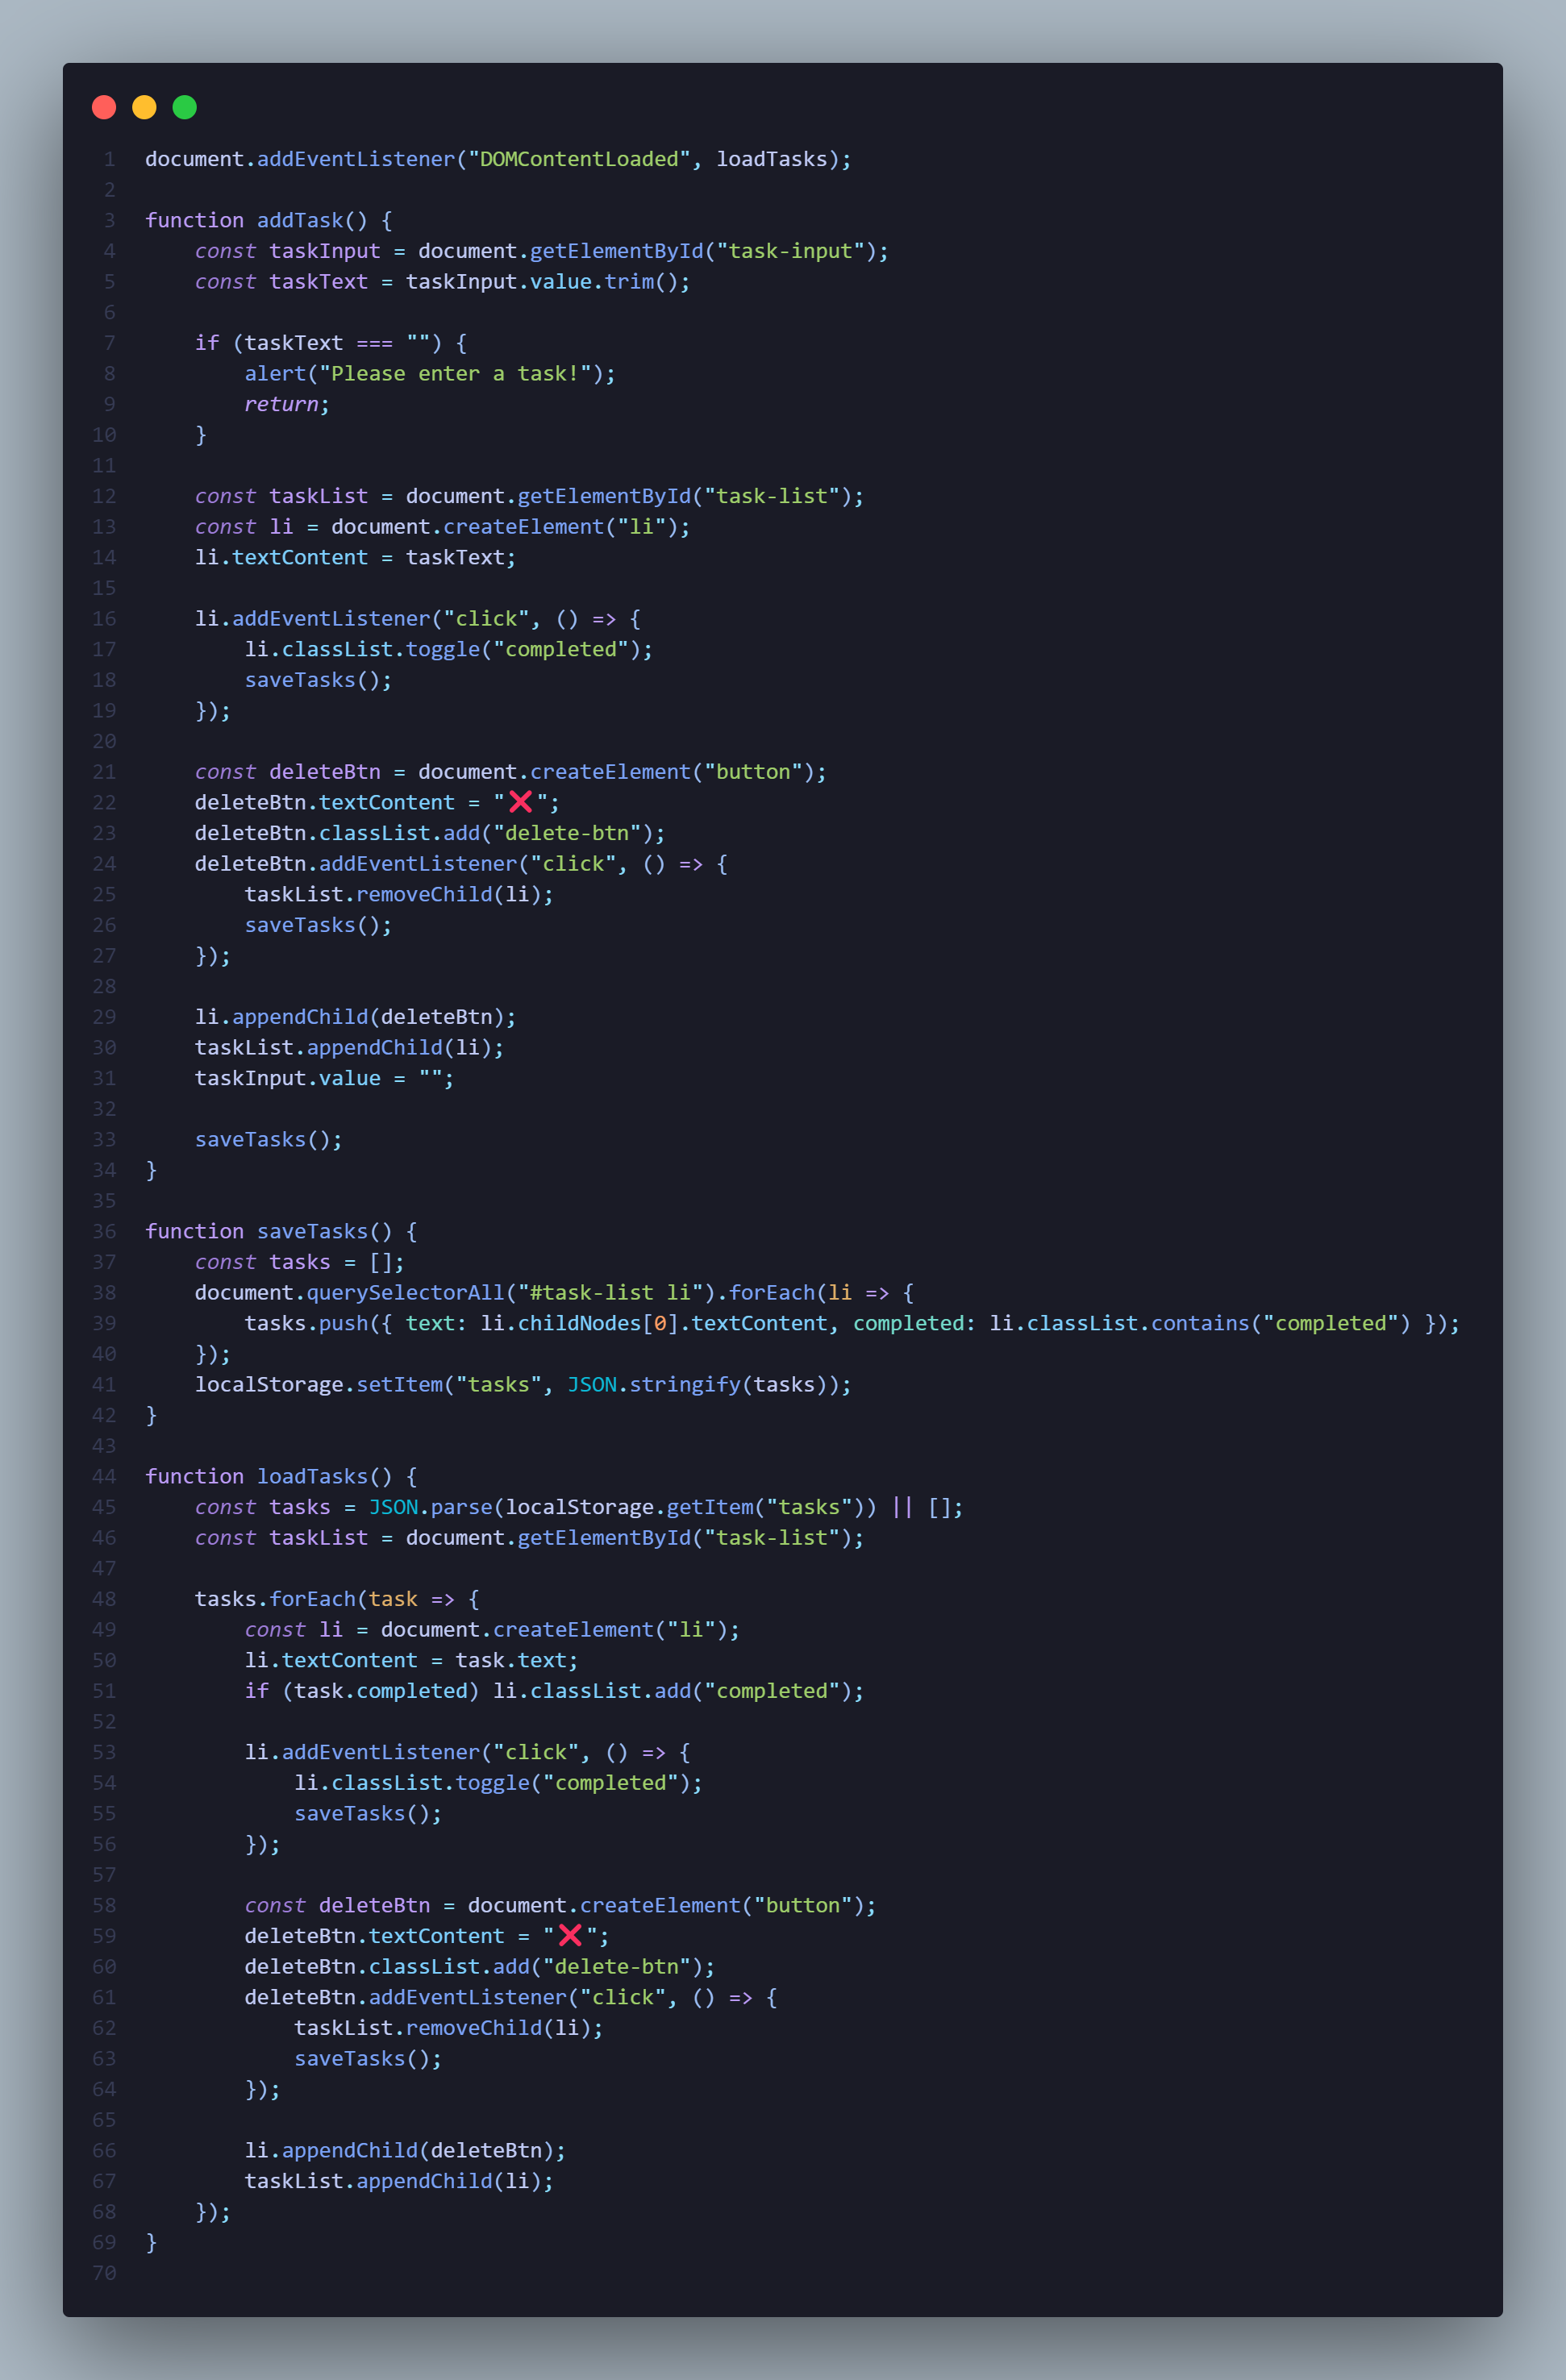 1 document.addEventListener("DOMContentLoaded", loadTasks);
2
3 function addTask() {
4     const taskInput = document.getElementById("task-input");
5     const taskText = taskInput.value.trim();
6
7     if (taskText === "") {
8         alert("Please enter a task!");
9         return;
10     }
11
12     const taskList = document.getElementById("task-list");
13     const li = document.createElement("li");
14     li.textContent = taskText;
15
16     li.addEventListener("click", () => {
17         li.classList.toggle("completed");
18         saveTasks();
19     });
20
21     const deleteBtn = document.createElement("button");
22     deleteBtn.textContent = "❌";
23     deleteBtn.classList.add("delete-btn");
24     deleteBtn.addEventListener("click", () => {
25         taskList.removeChild(li);
26         saveTasks();
27     });
28
29     li.appendChild(deleteBtn);
30     taskList.appendChild(li);
31     taskInput.value = "";
32
33     saveTasks();
34 }
35
36 function saveTasks() {
37     const tasks = [];
38     document.querySelectorAll("#task-list li").forEach(li => {
39         tasks.push({ text: li.childNodes[0].textContent, completed: li.classList.contains("completed") });
40     });
41     localStorage.setItem("tasks", JSON.stringify(tasks));
42 }
43
44 function loadTasks() {
45     const tasks = JSON.parse(localStorage.getItem("tasks")) || [];
46     const taskList = document.getElementById("task-list");
47
48     tasks.forEach(task => {
49         const li = document.createElement("li");
50         li.textContent = task.text;
51         if (task.completed) li.classList.add("completed");
52
53         li.addEventListener("click", () => {
54             li.classList.toggle("completed");
55             saveTasks();
56         });
57
58         const deleteBtn = document.createElement("button");
59         deleteBtn.textContent = "❌";
60         deleteBtn.classList.add("delete-btn");
61         deleteBtn.addEventListener("click", () => {
62             taskList.removeChild(li);
63             saveTasks();
64         });
65
66         li.appendChild(deleteBtn);
67         taskList.appendChild(li);
68     });
69 }
70